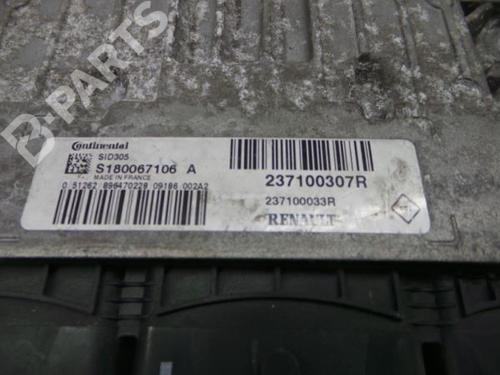 B-PARTS
Continental
SID305
S180067106 A
MADE IN FRANCE
0 51262 896470228 09186 002A2
237100307R
237100033R
RENAULT